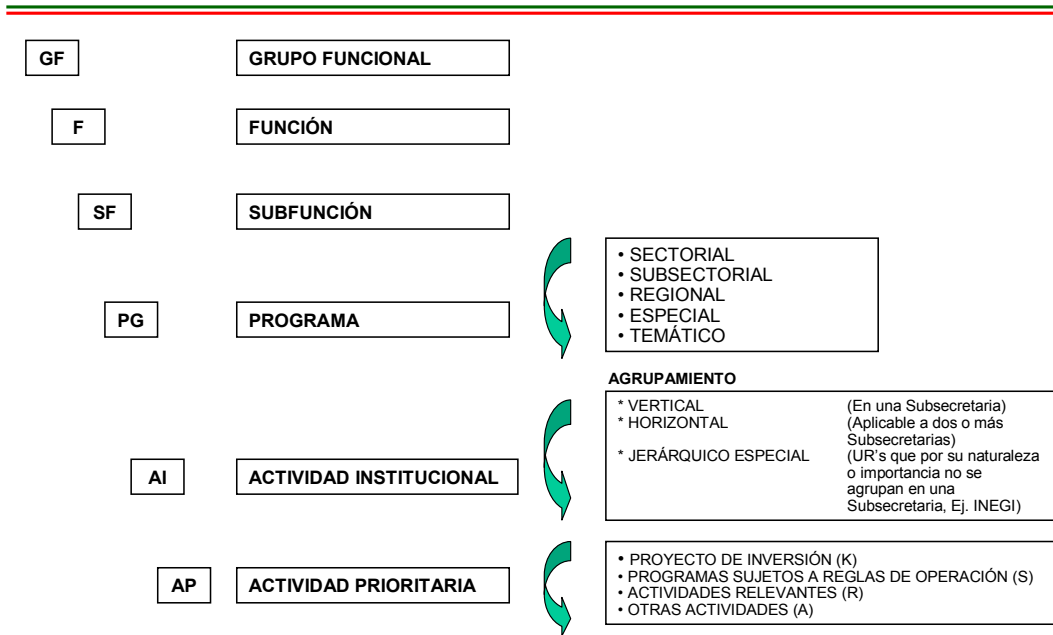 GF GRUPO FUNCIONAL
F FUNCIÓN
SF SUBFUNCIÓN
PG PROGRAMA
• SECTORIAL
• SUBSECTORIAL
• REGIONAL
• ESPECIAL
• TEMÁTICO
AI ACTIVIDAD INSTITUCIONAL
AGRUPAMIENTO
* VERTICAL (En una Subsecretaria)
* HORIZONTAL (Aplicable a dos o más
Subsecretarias)
* JERÁRQUICO ESPECIAL (UR's que por su naturaleza
o importancia no se
agrupan en una
Subsecretaria, Ej. INEGI)
AP ACTIVIDAD PRIORITARIA
• PROYECTO DE INVERSIÓN (K)
• PROGRAMAS SUJETOS A REGLAS DE OPERACIÓN (S)
• ACTIVIDADES RELEVANTES (R)
• OTRAS ACTIVIDADES (A)